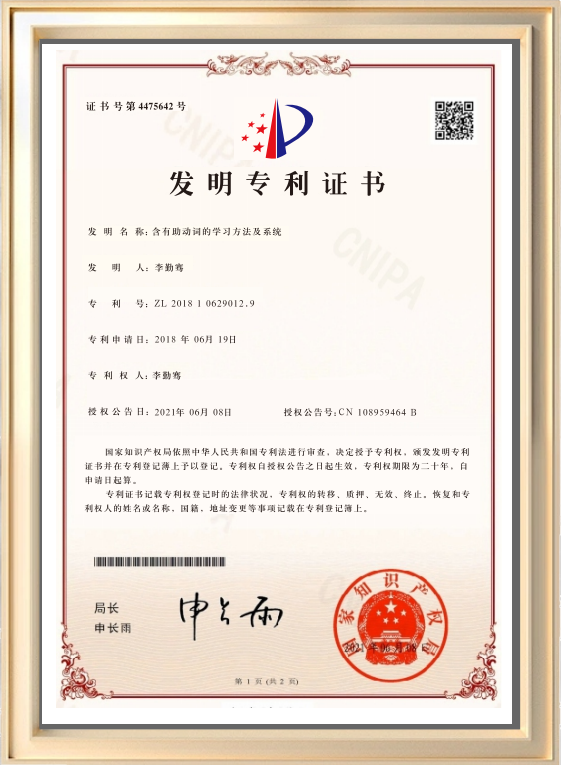 证书号第4475642号
发明专利证书
发明名称：含有助动词的学习方法及系统
发明人：李勤骞
专利号：ZL 2018 1 0629012.9
专利申请日：2018 年 06月 19日
专利权人：李勤骞
授权公告日：2021年 06月 08日 授权公告号：CN 108959464 B
国家知识产权局依照中华人民共和国专利法进行审查，决定授予专利权，颁发发明专利
证书并在专利登记薄上予以登记。专利权自授权公告之日起生效，专利权期限为二十年，自
申请日起算。
专利证书记载专利权登记时的法律状况，专利权的转移、质押、无效、终止。恢复和专
利权人的姓名或名称，国籍，地址变更等事项记载在专利登记簿上。
局长
申长雨
申长雨
国家知识产权局
2021年06月08日
第 1 页 (共 2 页)
CNIPA
CNIPA